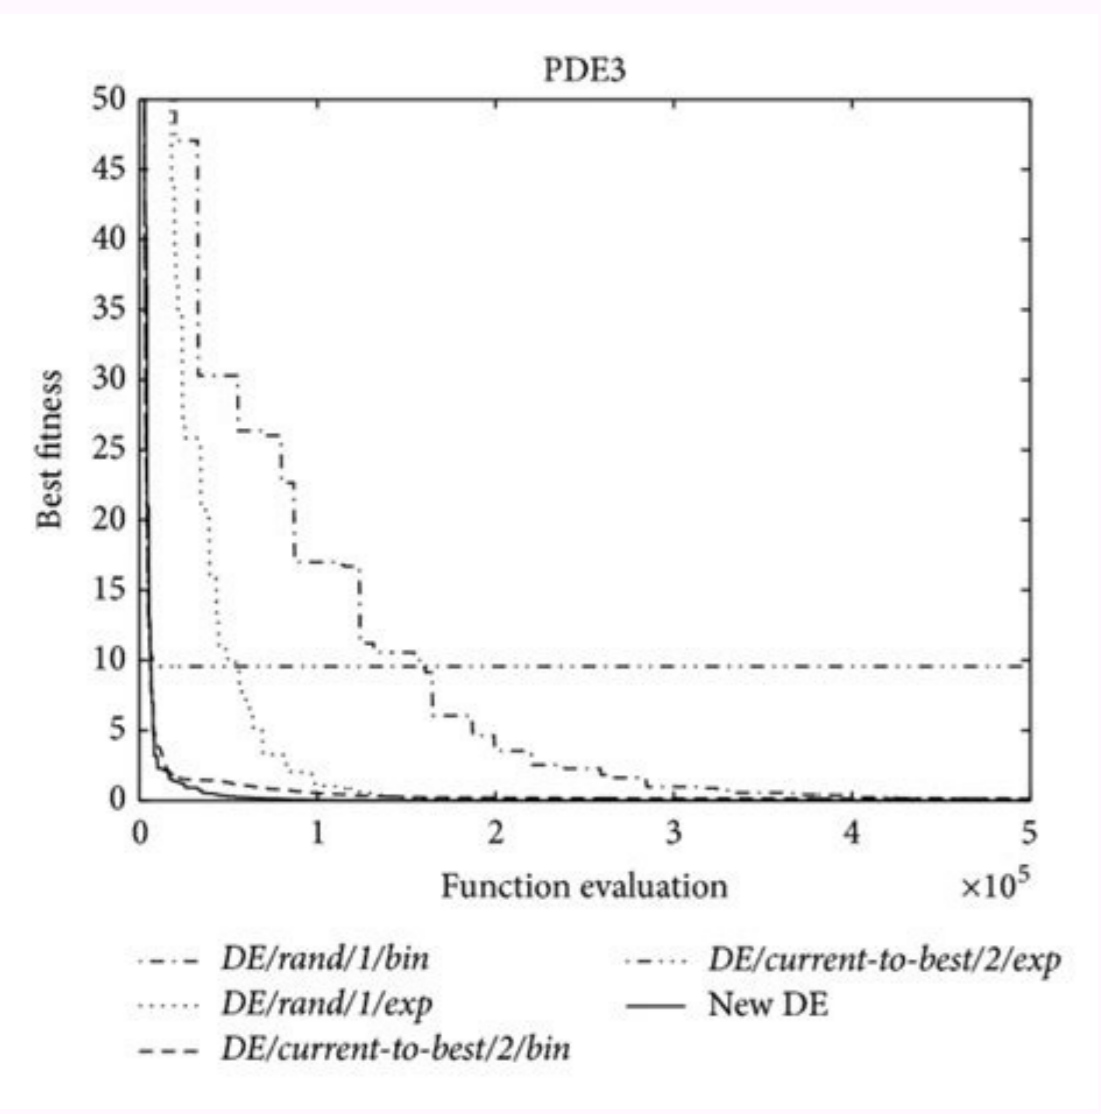 PDE3
50
45
40
35
30
25
20
15
10
5
0
Best fitness
0 1 2 3 4 5
Function evaluation ×10⁵
DE/rand/1/bin
DE/rand/1/exp
DE/current-to-best/2/bin
DE/current-to-best/2/exp
New DE